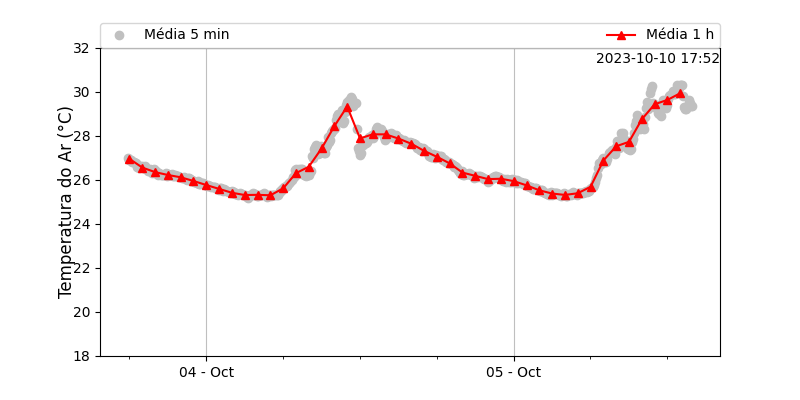 Média 5 min
Média 1 h
2023-10-10 17:52
Temperatura do Ar (°C)
32
30
28
26
24
22
20
18
04 - Oct
05 - Oct